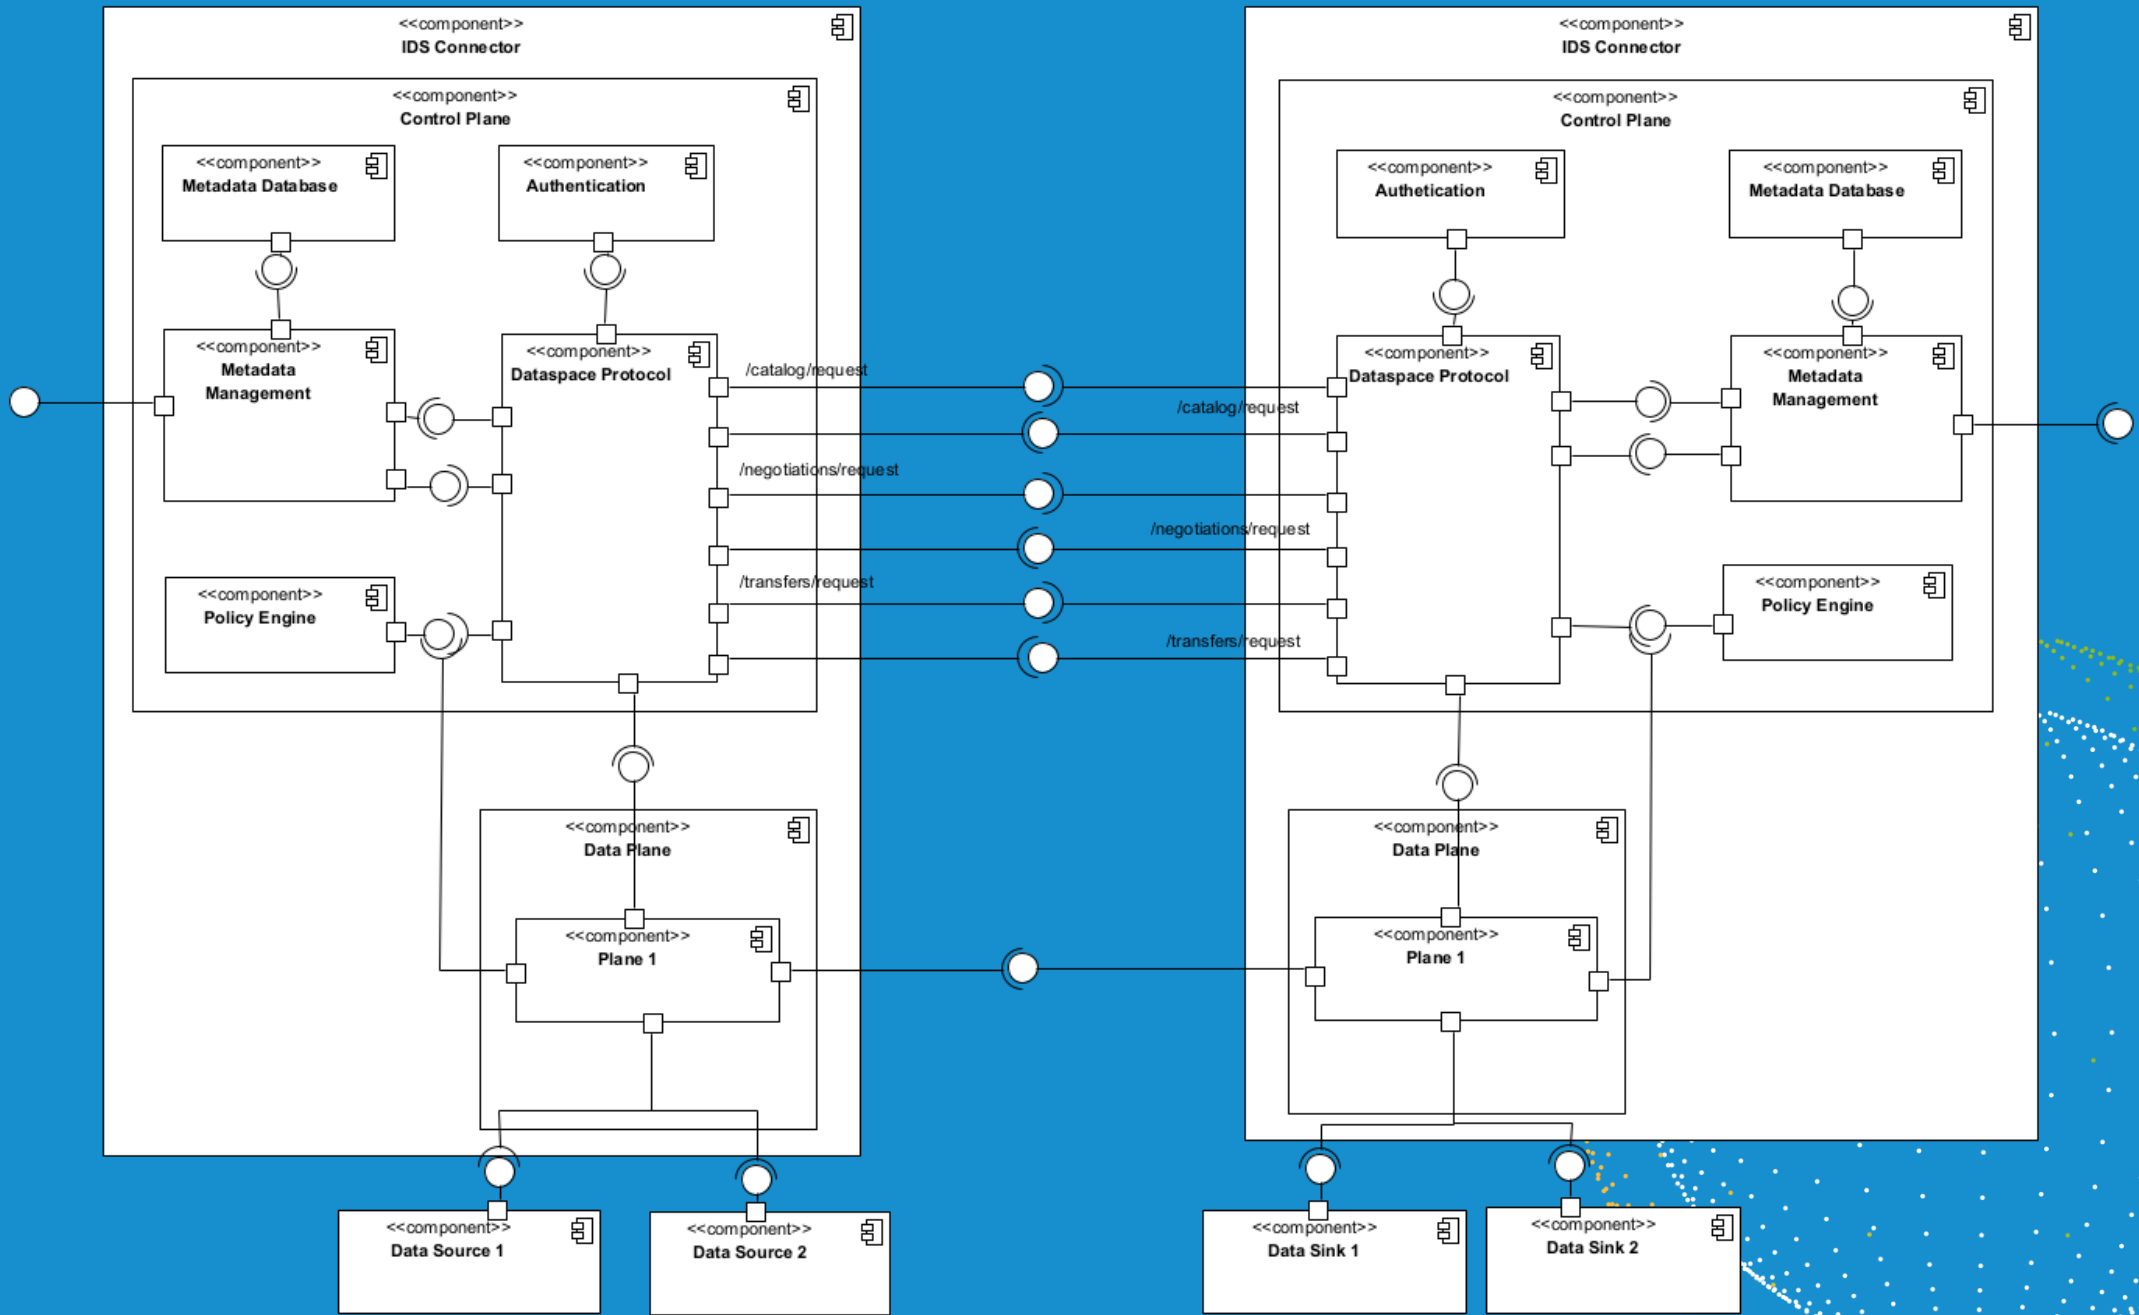 <<component>>
IDS Connector
<<component>>
Control Plane
<<component>>
Metadata Database
<<component>>
Authentication
<<component>>
Metadata
Management
<<component>>
Dataspace Protocol
<<component>>
Policy Engine
<<component>>
Data Plane
<<component>>
Plane 1
<<component>>
Data Source 1
<<component>>
Data Source 2
/catalog/request
/catalog/request
/negotiations/request
/negotiations/request
/transfers/request
/transfers/request
<<component>>
IDS Connector
<<component>>
Control Plane
<<component>>
Authetication
<<component>>
Metadata Database
<<component>>
Dataspace Protocol
<<component>>
Metadata
Management
<<component>>
Policy Engine
<<component>>
Data Plane
<<component>>
Plane 1
<<component>>
Data Sink 1
<<component>>
Data Sink 2